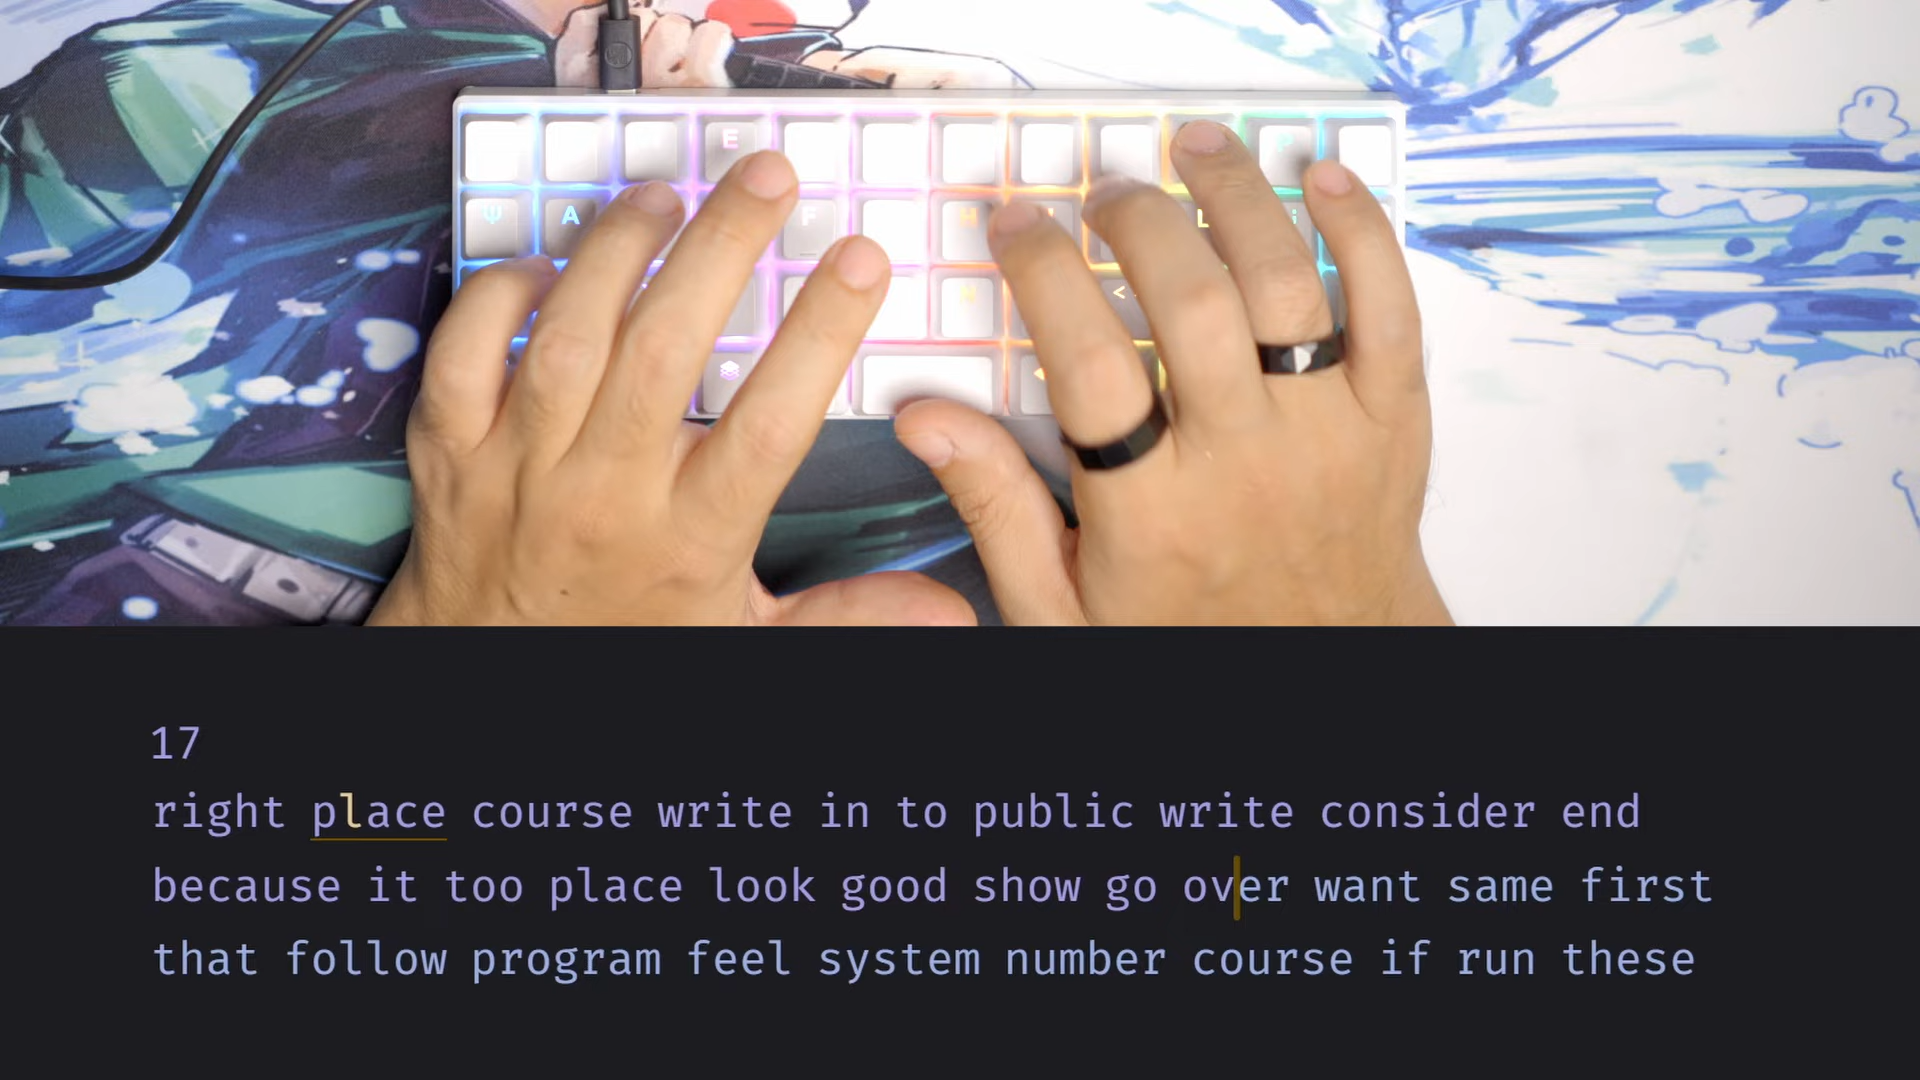 E
P
A
F
H
L
N
<
17
right place course write in to public write consider end
because it too place look good show go over want same first
that follow program feel system number course if run these